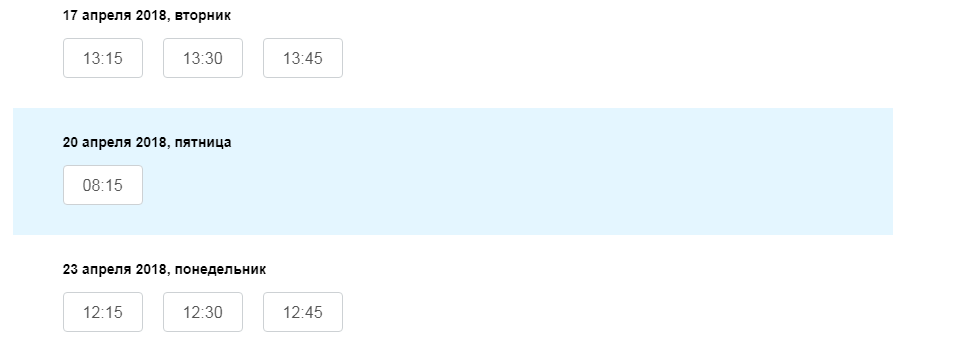 17 апреля 2018, вторник
13:15 13:30 13:45
20 апреля 2018, пятница
08:15
23 апреля 2018, понедельник
12:15 12:30 12:45